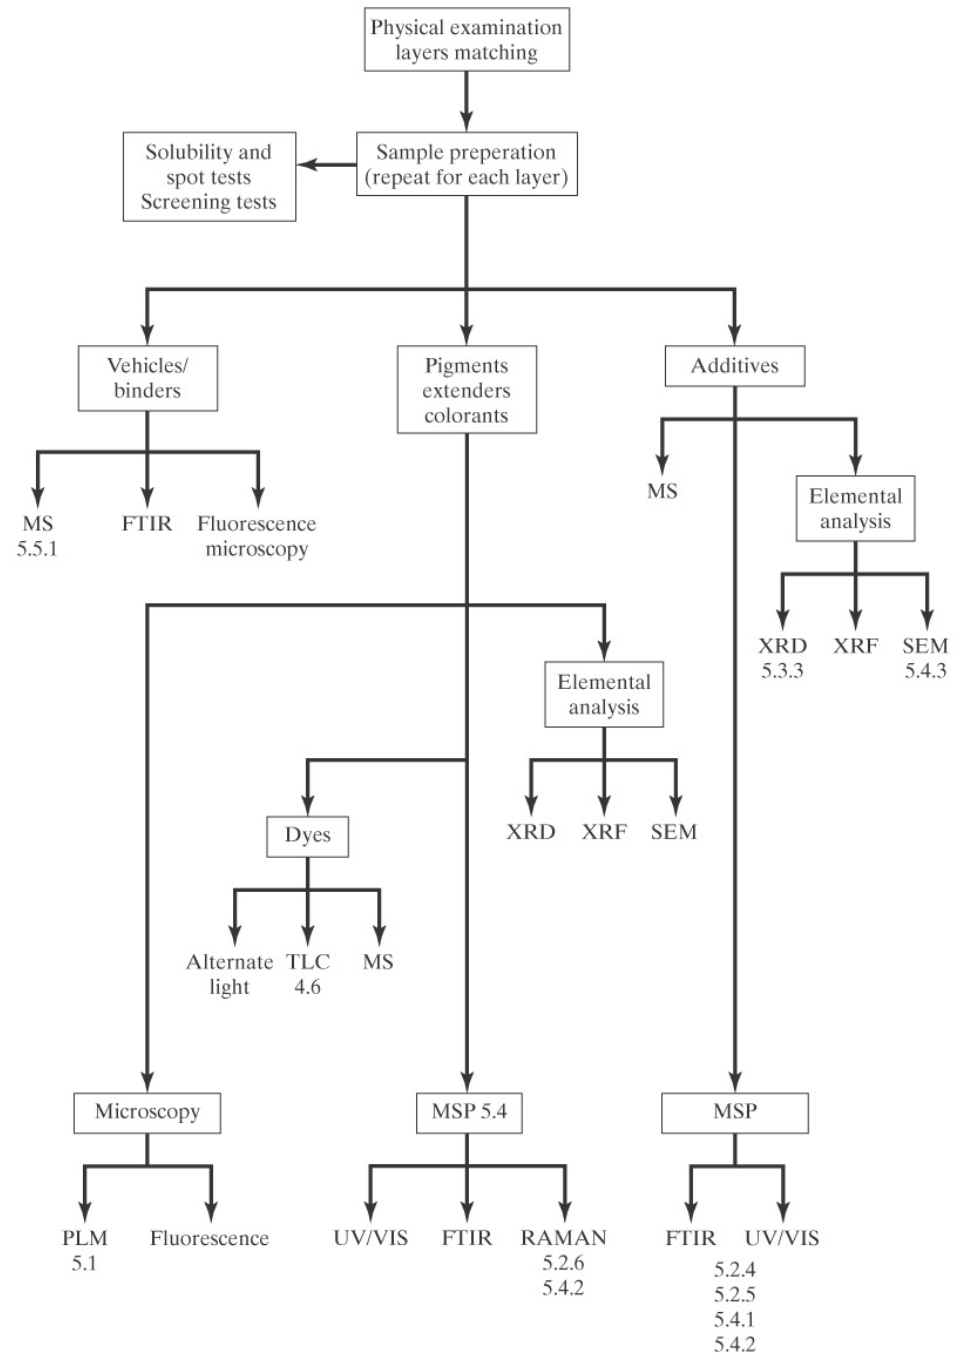 Physical examination
layers matching
Solubility and
spot tests
Screening tests
Sample preperation
(repeat for each layer)
Vehicles/
binders
Pigments
extenders
colorants
Additives
MS
5.5.1
FTIR
Fluorescence
microscopy
MS
Elemental
analysis
XRD
5.3.3
XRF
SEM
5.4.3
Elemental
analysis
XRD
XRF
SEM
Dyes
Alternate
light
TLC
4.6
MS
Microscopy
MSP 5.4
MSP
PLM
5.1
Fluorescence
UV/VIS
FTIR
RAMAN
5.2.6
5.4.2
FTIR
UV/VIS
5.2.4
5.2.5
5.4.1
5.4.2